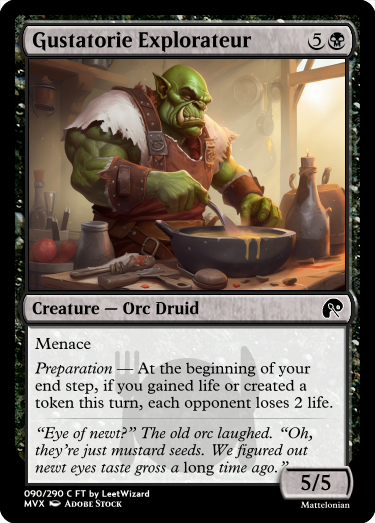 Gustatorie Explorateur 5
Creature — Orc Druid
Menace
Preparation — At the beginning of your
end step, if you gained life or created a
token this turn, each opponent loses 2 life.
“Eye of newt?” The old orc laughed. “Oh,
they’re just mustard seeds. We figured out
newt eyes taste gross a long time ago.”
5/5
090/290 C FT by LeetWizard
MVX Adobe Stock
Mattelonian